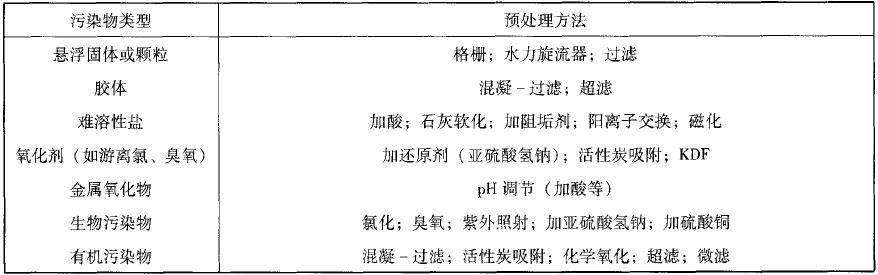 污染物类型 预处理方法
悬浮固体或颗粒 格栅；水力旋流器；过滤
胶体 混凝－过滤；超滤
难溶性盐 加酸；石灰软化；加阻垢剂；阳离子交换；磁化
氧化剂（如游离氯、臭氧） 加还原剂（亚硫酸氢钠）；活性炭吸附；KDF
金属氧化物 pH 调节（加酸等）
生物污染物 氯化；臭氧；紫外照射；加亚硫酸氢钠；加硫酸铜
有机污染物 混凝－过滤；活性炭吸附；化学氧化；超滤；微滤